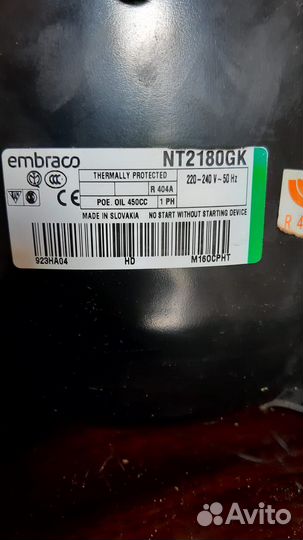 embraco NT2180GK
THERMALLY PROTECTED 220-240 V ~ 50 Hz
R 404A
POE OIL 450CC 1 PH
MADE IN SLOVAKIA NO START WITHOUT STARTING DEVICE
923HA04 HD M160CPHT
R 4
Avito